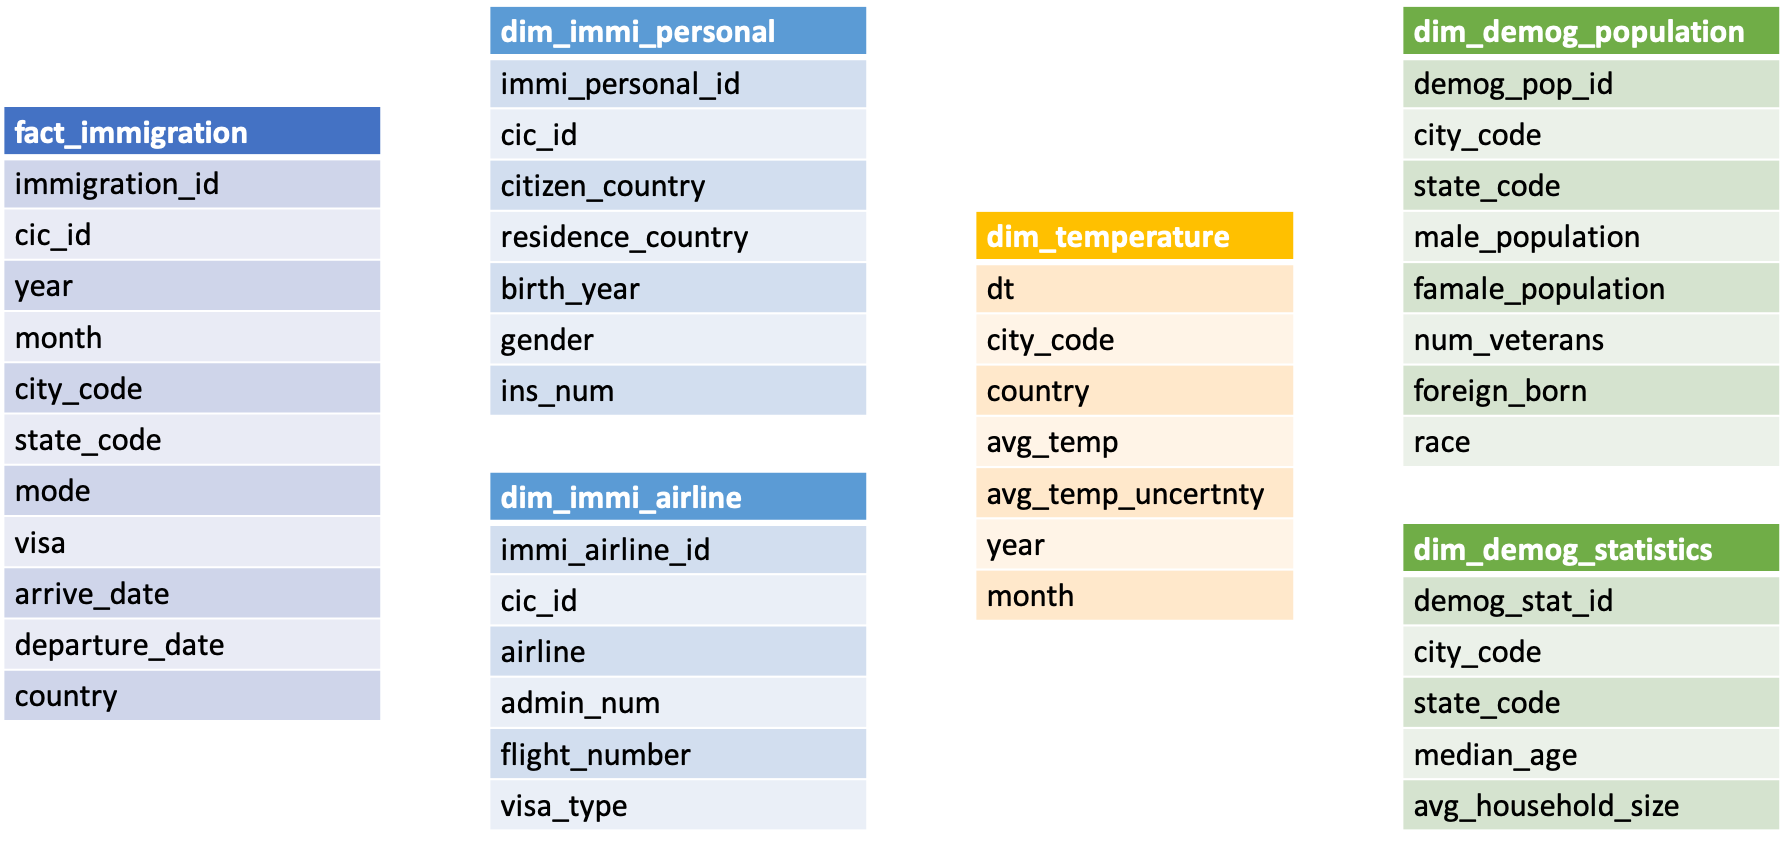 fact_immigration
immigration_id
cic_id
year
month
city_code
state_code
mode
visa
arrive_date
departure_date
country
dim_immi_personal
immi_personal_id
cic_id
citizen_country
residence_country
birth_year
gender
ins_num
dim_immi_airline
immi_airline_id
cic_id
airline
admin_num
flight_number
visa_type
dim_temperature
dt
city_code
country
avg_temp
avg_temp_uncertnty
year
month
dim_demog_population
demog_pop_id
city_code
state_code
male_population
famale_population
num_veterans
foreign_born
race
dim_demog_statistics
demog_stat_id
city_code
state_code
median_age
avg_household_size